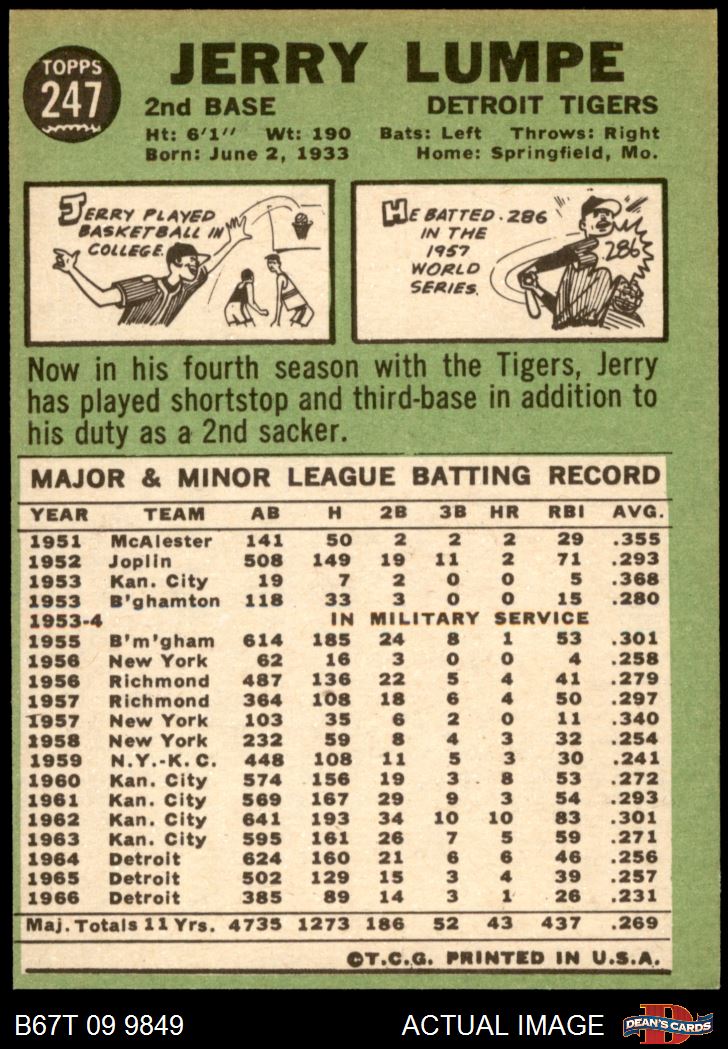 TOPPS
247
JERRY LUMPE
2nd BASE DETROIT TIGERS
Ht: 6'1" Wt: 190 Bats: Left Throws: Right
Born: June 2, 1933 Home: Springfield, Mo.
JERRY PLAYED
BASKETBALL IN
COLLEGE.
HE BATTED .286
IN THE
1957
WORLD
SERIES.
.286
Now in his fourth season with the Tigers, Jerry
has played shortstop and third-base in addition to
his duty as a 2nd sacker.
MAJOR & MINOR LEAGUE BATTING RECORD
YEAR TEAM AB H 2B 3B HR RBI AVG.
1951 McAlester 141 50 2 2 2 29 .355
1952 Joplin 508 149 19 11 2 71 .293
1953 Kan. City 19 7 2 0 0 5 .368
1953 B'ghamton 118 33 3 0 0 15 .280
1953-4 IN MILITARY SERVICE
1955 B'm'gham 614 185 24 8 1 53 .301
1956 New York 62 16 3 0 0 4 .258
1956 Richmond 487 136 22 5 4 41 .279
1957 Richmond 364 108 18 6 4 50 .297
1957 New York 103 35 6 2 0 11 .340
1958 New York 232 59 8 4 3 32 .254
1959 N.Y.-K.C. 448 108 11 5 3 30 .241
1960 Kan. City 574 156 19 3 8 53 .272
1961 Kan. City 569 167 29 9 3 54 .293
1962 Kan. City 641 193 34 10 10 83 .301
1963 Kan. City 595 161 26 7 5 59 .271
1964 Detroit 624 160 21 6 6 46 .256
1965 Detroit 502 129 15 3 4 39 .257
1966 Detroit 385 89 14 3 1 26 .231
Maj. Totals 11 Yrs. 4735 1273 186 52 43 437 .269
©T.C.G. PRINTED IN U.S.A.
B67T 09 9849 ACTUAL IMAGE DEAN'S CARDS